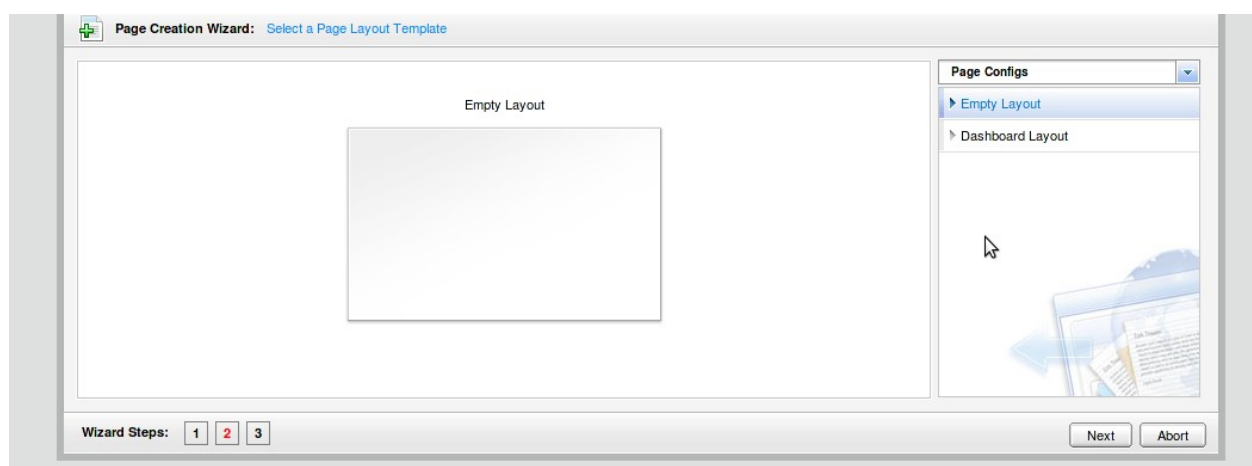 Page Creation Wizard: Select a Page Layout Template
Empty Layout
Page Configs
Empty Layout
Dashboard Layout
Wizard Steps: 1 2 3
Next Abort